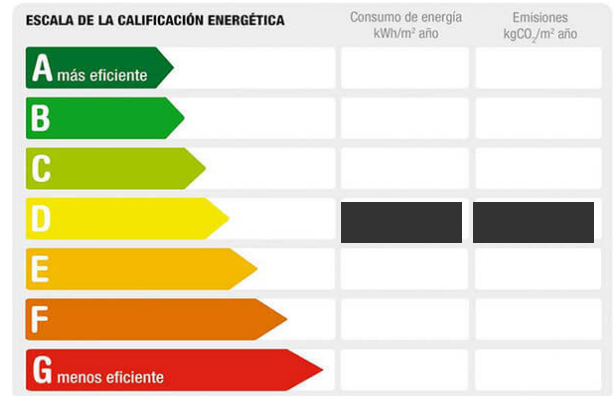 ESCALA DE LA CALIFICACIÓN ENERGÉTICA
Consumo de energía
kWh/m² año
Emisiones
kgCO₂/m² año
A más eficiente
B
C
D
E
F
G menos eficiente